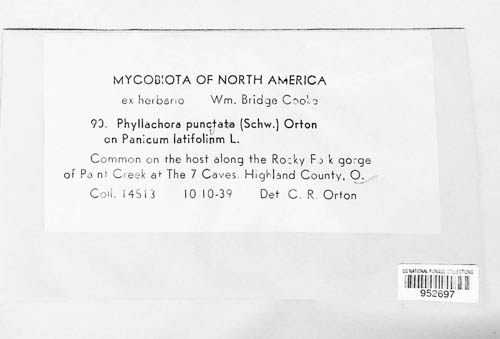 MYCOBIOTA OF NORTH AMERICA
ex herbario Wm. Bridge Cooke
90. Phyllachora punctata (Schw.) Orton
on Panicum latifolium L.
Common on the host along the Rocky Fork gorge
of Paint Creek at The 7 Caves. Highland County, O.
Coll. 14513 10 10-39 Det C. R. Orton
US NATIONAL FUNGUS COLLECTIONS
952697